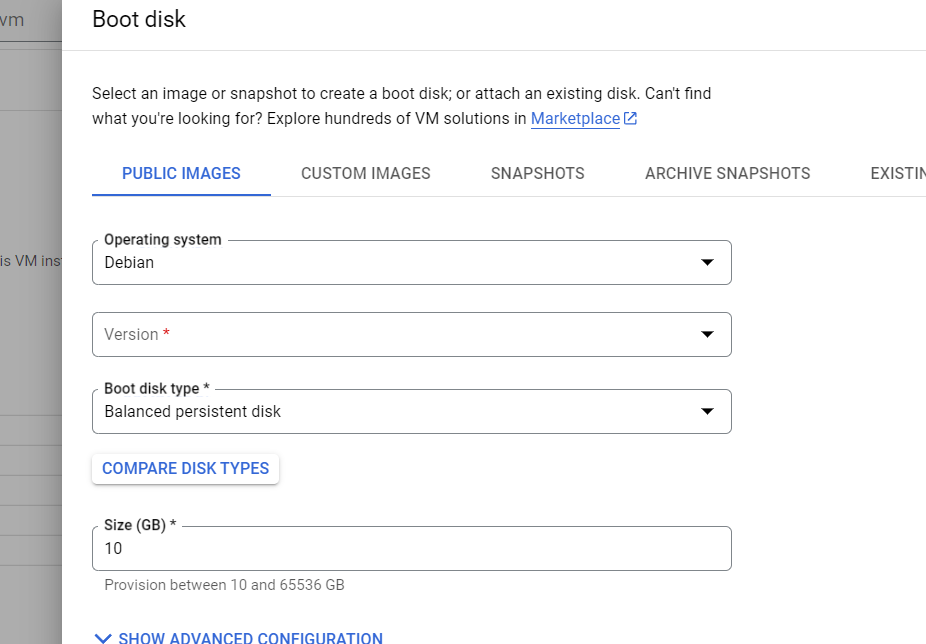 vm
Boot disk
Select an image or snapshot to create a boot disk; or attach an existing disk. Can't find
what you're looking for? Explore hundreds of VM solutions in Marketplace
PUBLIC IMAGES
CUSTOM IMAGES
SNAPSHOTS
ARCHIVE SNAPSHOTS
EXISTIN
Operating system
is VM ins
Debian
Version *
Boot disk type *
Balanced persistent disk
COMPARE DISK TYPES
Size (GB) *
10
Provision between 10 and 65536 GB
SHOW ADVANCED CONFIGURATION